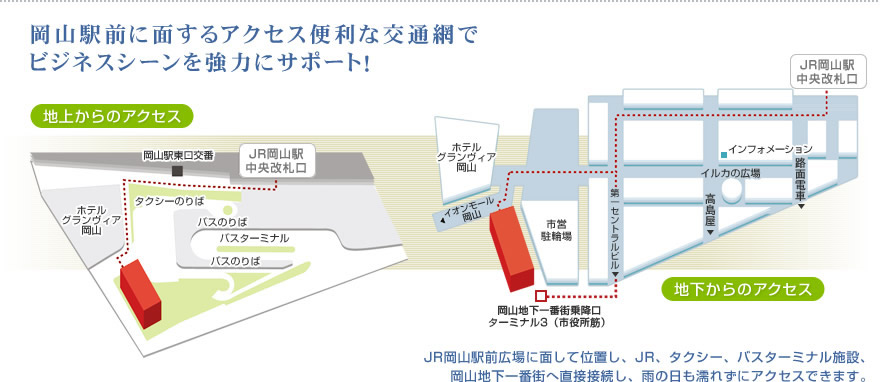 岡山駅前に面するアクセス便利な交通網で
ビジネスシーンを強力にサポート!
地上からのアクセス
岡山駅東口交番
JR岡山駅
中央改札口
タクシーのりば
ホテル
グランヴィア
岡山
バスのりば
バスターミナル
バスのりば
JR岡山駅
中央改札口
ホテル
グランヴィア
岡山
インフォメーション
イルカの広場
路面電車
高島屋
第一セントラルビル
イオンモール
岡山
市営
駐輪場
地下からのアクセス
岡山地下一番街乗降口
ターミナル3(市役所筋)
JR岡山駅前広場に面して位置し、JR、タクシー、バスターミナル施設、
岡山地下一番街へ直接接続し、雨の日も濡れずにアクセスできます。